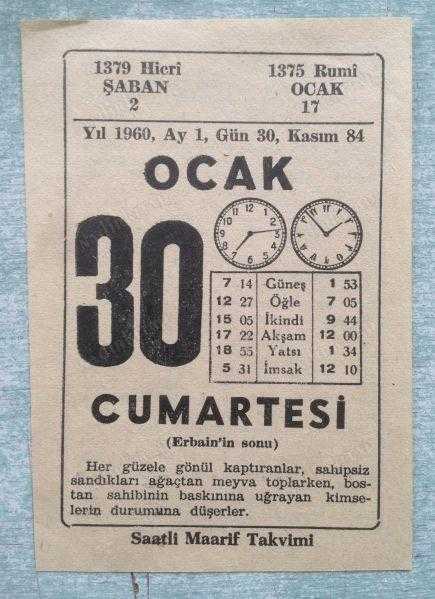 1379 Hicrî
ŞABAN
2
1375 Rumî
OCAK
17
Yıl 1960, Ay 1, Gün 30, Kasım 84
OCAK
30
7 14 Güneş 1 53
12 27 Öğle 7 05
15 05 İkindi 9 44
17 22 Akşam 12 00
18 55 Yatsı 1 34
5 31 İmsak 12 10
CUMARTESİ
(Erbain'in sonu)
Her güzele gönül kaptıranlar, sahıpsiz
sandıkları ağaçtan meyva toplarken, bos-
tan sahibinin baskınına uğrayan kimse-
lerin durumuna düşerler.
Saatli Maarif Takvimi